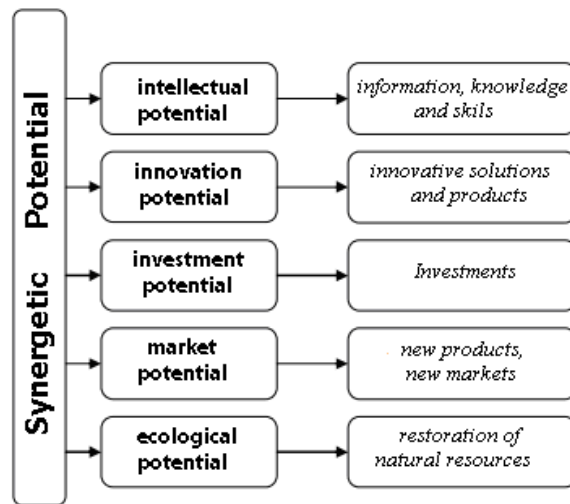 Synergetic Potential
intellectual
potential
information, knowledge
and skils
innovation
potential
innovative solutions
and products
investment
potential
Investments
market
potential
new products,
new markets
ecological
potential
restoration of
natural resources